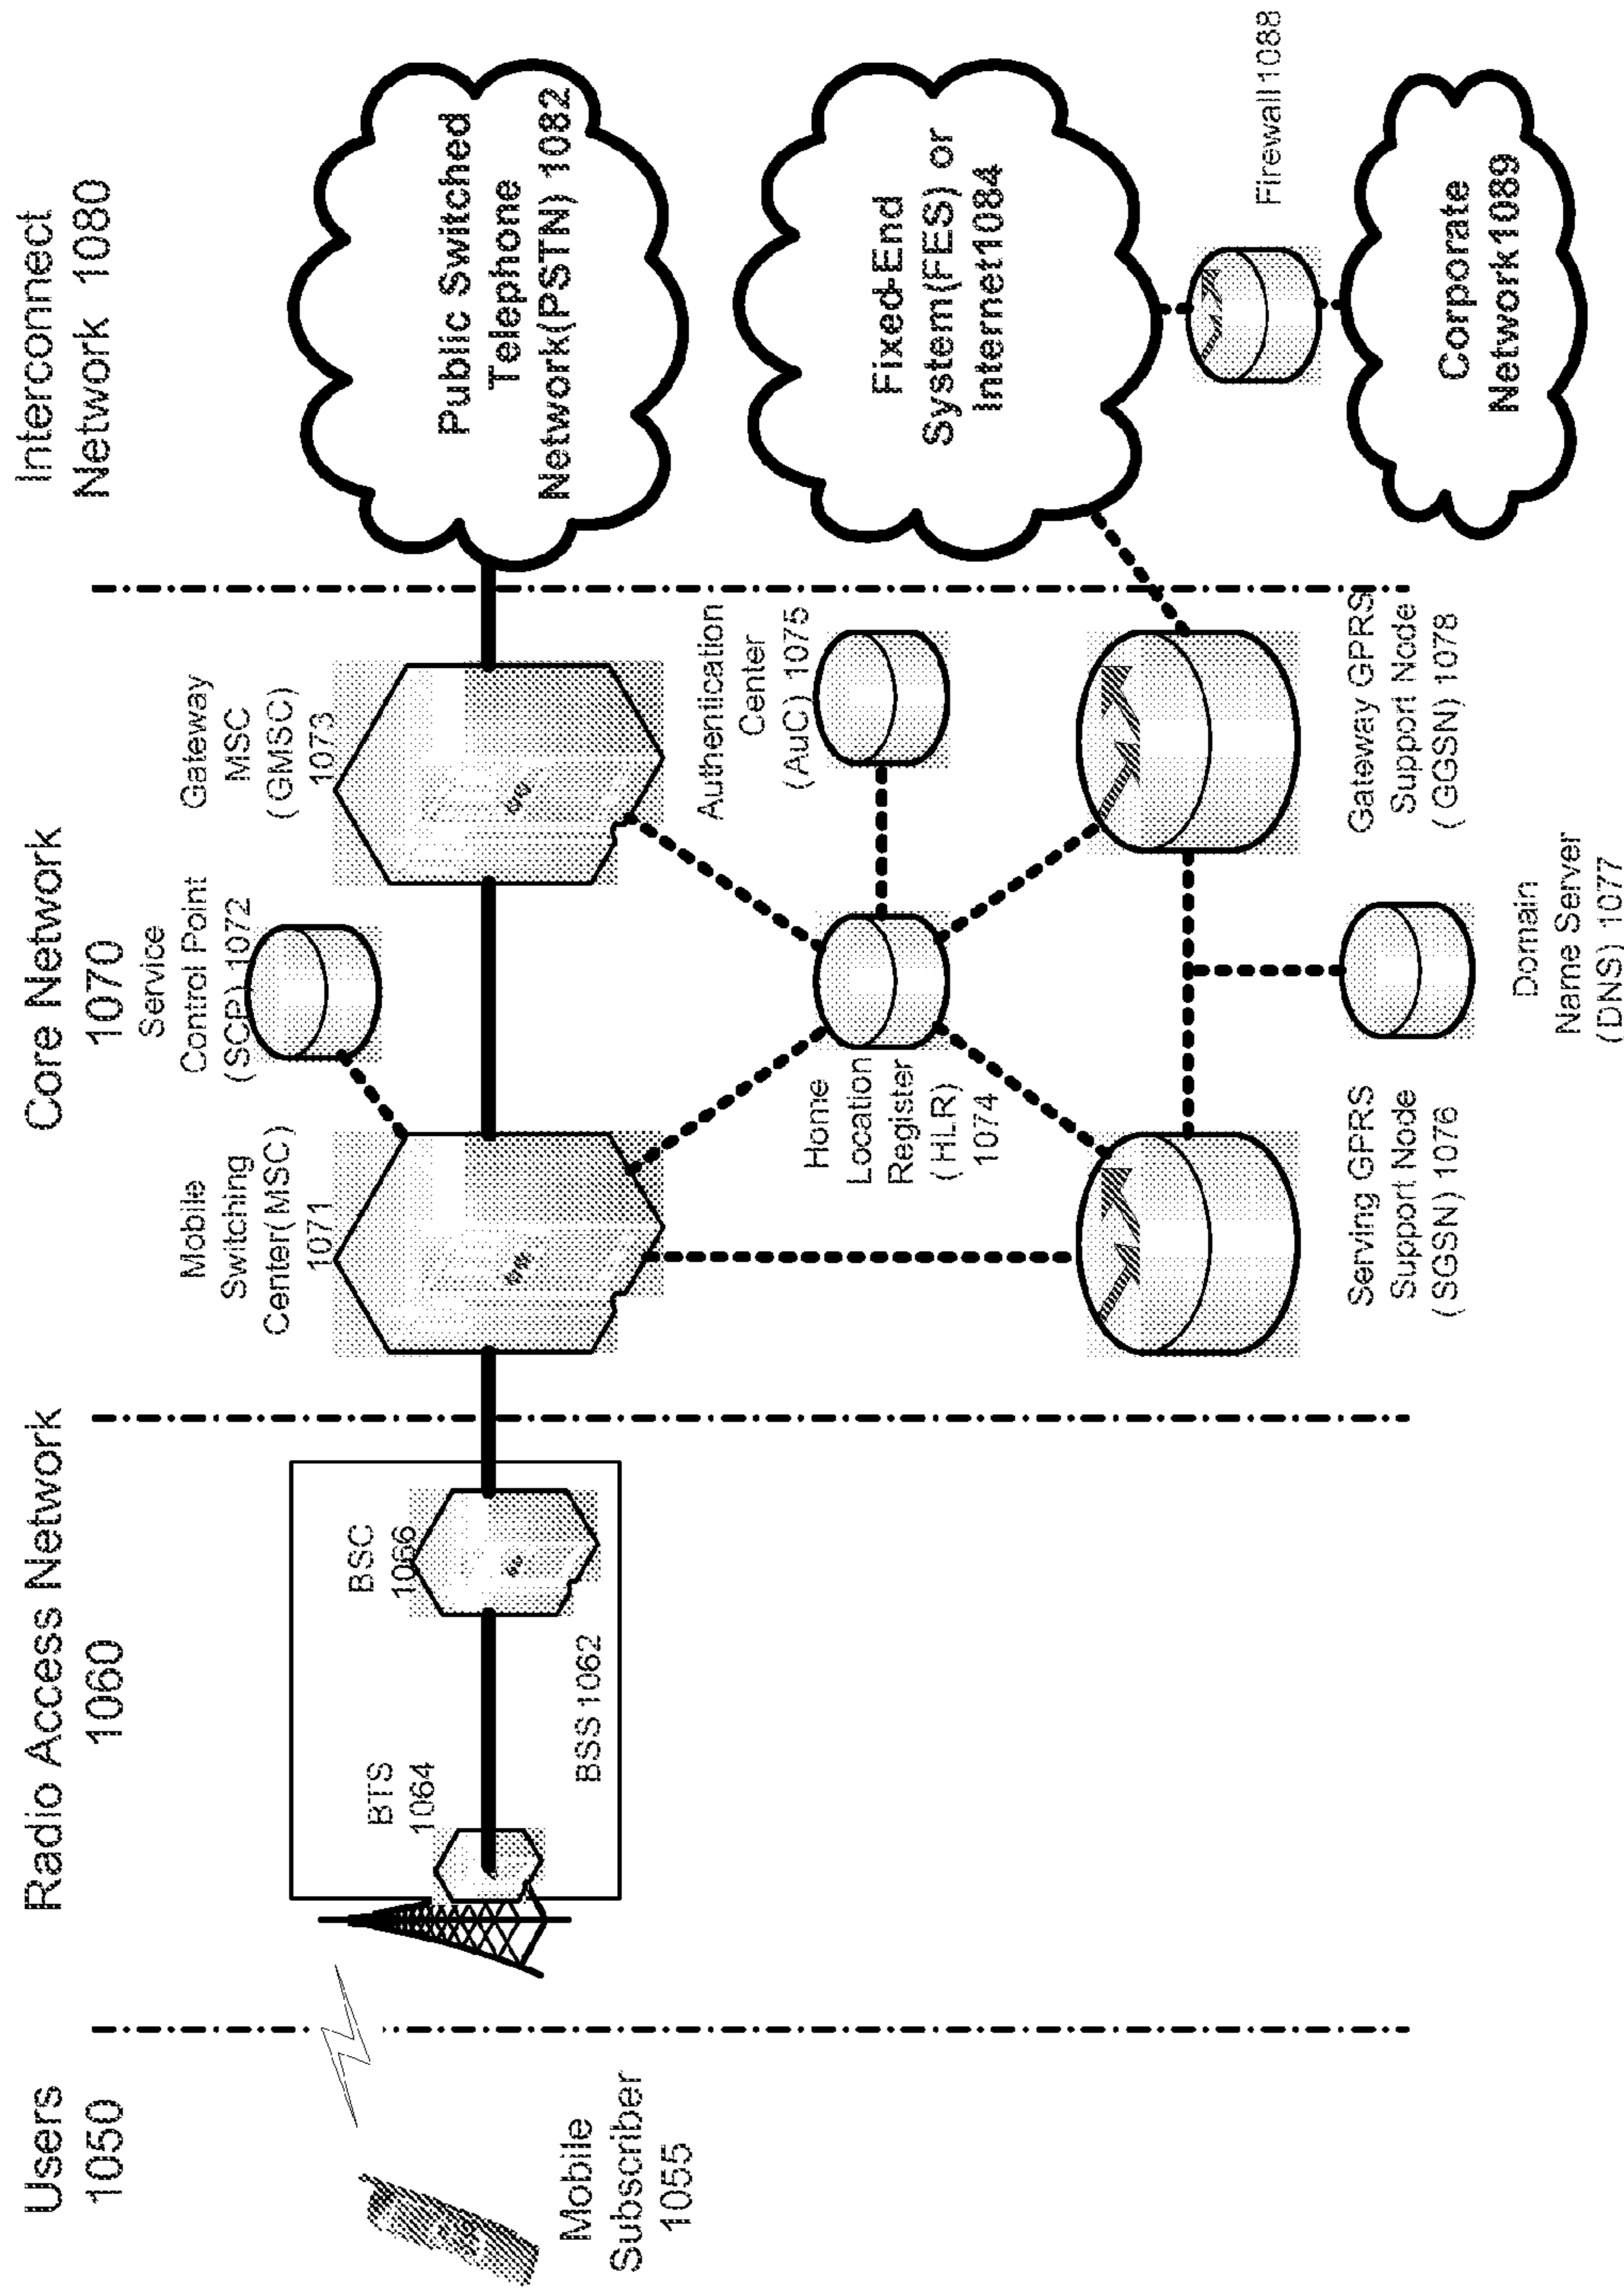 Users
1050
Radio Access Network
1060
Core Network
1070
Interconnect
Network 1080
Mobile
Subscriber
1055
BTS
1064
BSC
1066
BSS 1062
Mobile
Switching
Center(MSC)
1071
Service
Control Point
(SCP) 1072
Gateway
MSC
(GMSC)
1073
Public Switched
Telephone
Network(PSTN) 1082
Home
Location
Register
(HLR)
1074
Authentication
Center
(AuC) 1075
Fixed-End
System(FES) or
Internet1084
Serving GPRS
Support Node
(SGSN) 1076
Domain
Name Server
(DNS) 1077
Gateway GPRS
Support Node
(GGSN) 1078
Firewall1088
Corporate
Network1089